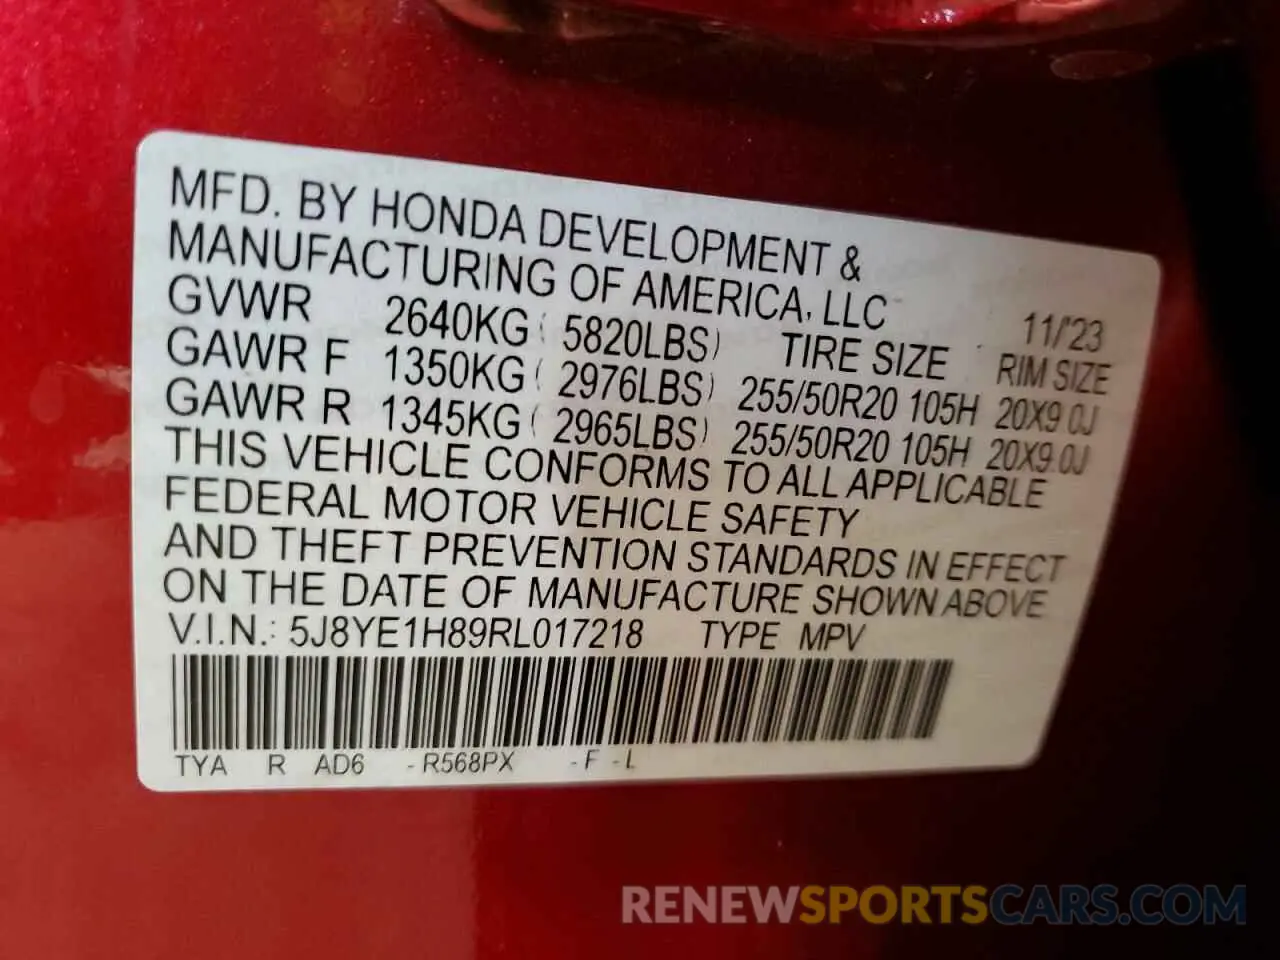 MFD. BY HONDA DEVELOPMENT &
MANUFACTURING OF AMERICA, LLC 11/'23
GVWR 2640KG ( 5820LBS) TIRE SIZE RIM SIZE
GAWR F 1350KG ( 2976LBS) 255/50R20 105H 20X9.0J
GAWR R 1345KG ( 2965LBS) 255/50R20 105H 20X9.0J
THIS VEHICLE CONFORMS TO ALL APPLICABLE
FEDERAL MOTOR VEHICLE SAFETY
AND THEFT PREVENTION STANDARDS IN EFFECT
ON THE DATE OF MANUFACTURE SHOWN ABOVE
V.I.N.: 5J8YE1H89RL017218 TYPE MPV
TYA R AD6 -R568PX -F -L
RENEWSPORTSCARS.COM